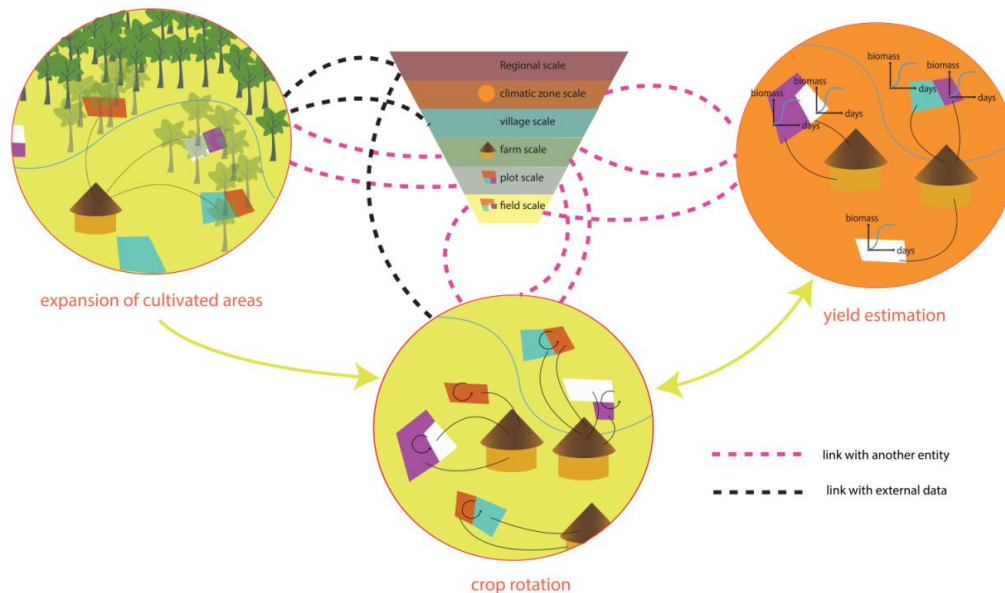 Regional scale
climatic zone scale
village scale
farm scale
plot scale
field scale
biomass
days
biomass
days
biomass
days
biomass
days
biomass
days
expansion of cultivated areas
yield estimation
crop rotation
link with another entity
link with external data